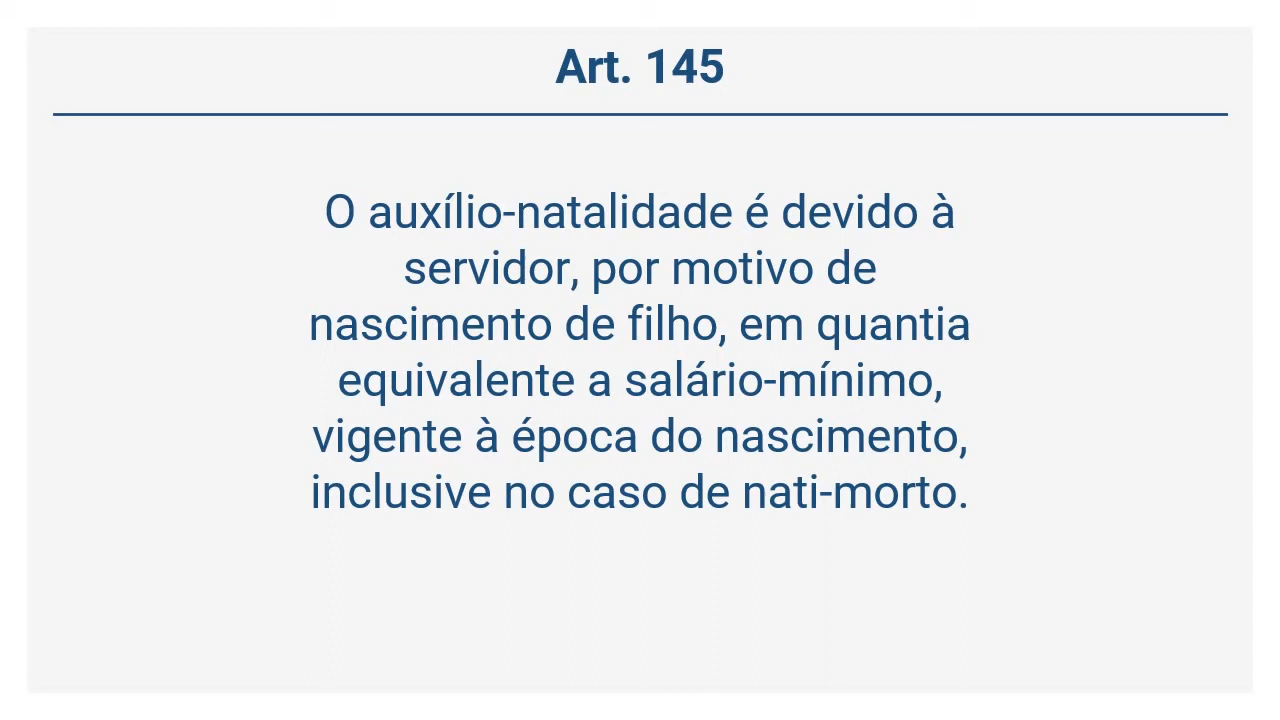 Art. 145
O auxílio-natalidade é devido à
servidor, por motivo de
nascimento de filho, em quantia
equivalente a salário-mínimo,
vigente à época do nascimento,
inclusive no caso de nati-morto.